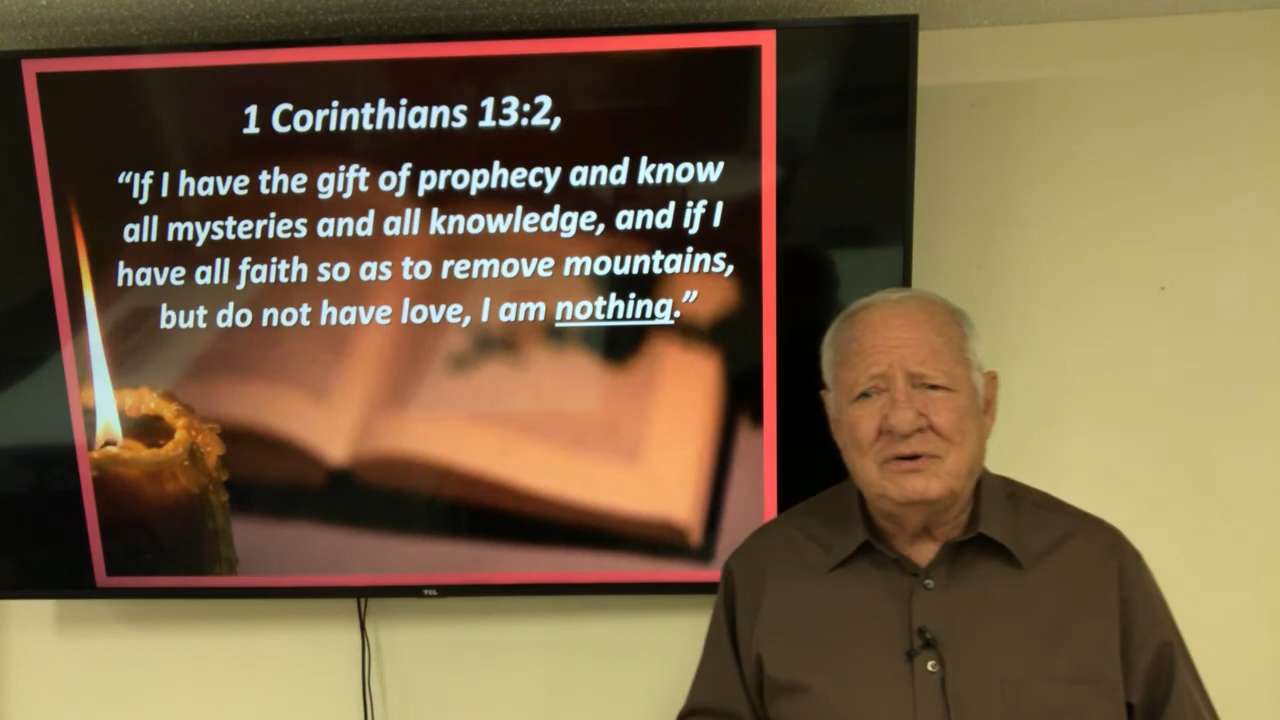 1 Corinthians 13:2,
“If I have the gift of prophecy and know
all mysteries and all knowledge, and if I
have all faith so as to remove mountains,
but do not have love, I am nothing.”
TCL